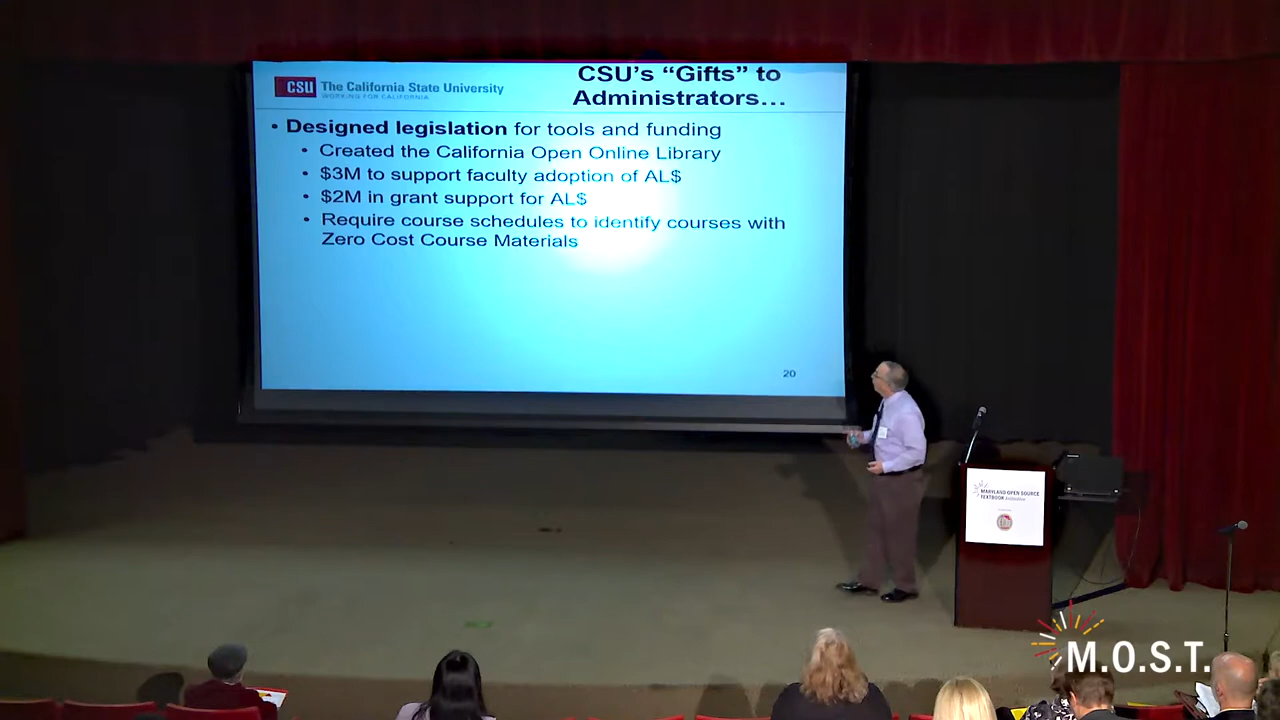 CSU The California State University
WORKING FOR CALIFORNIA
CSU's “Gifts” to
Administrators...
• Designed legislation for tools and funding
• Created the California Open Online Library
• $3M to support faculty adoption of AL$
• $2M in grant support for AL$
• Require course schedules to identify courses with
Zero Cost Course Materials
20
MARYLAND OPEN SOURCE
TEXTBOOK
M.O.S.T.